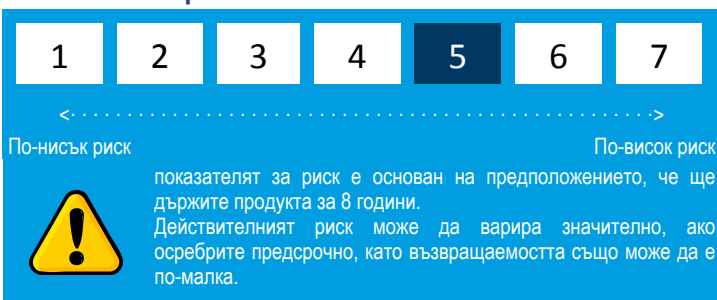 1 2 3 4 5 6 7
<· · · · · · · · · · · · · · · · · · · · · · · · · · · · · · · · · · · · · · · · · · · · · · · · · · · · · ·>
По-нисък риск По-висок риск
показателят за риск е основан на предположението, че ще
държите продукта за 8 години.
Действителният риск може да варира значително, ако
осребрите предсрочно, като възвращаемостта също може да е
по-малка.